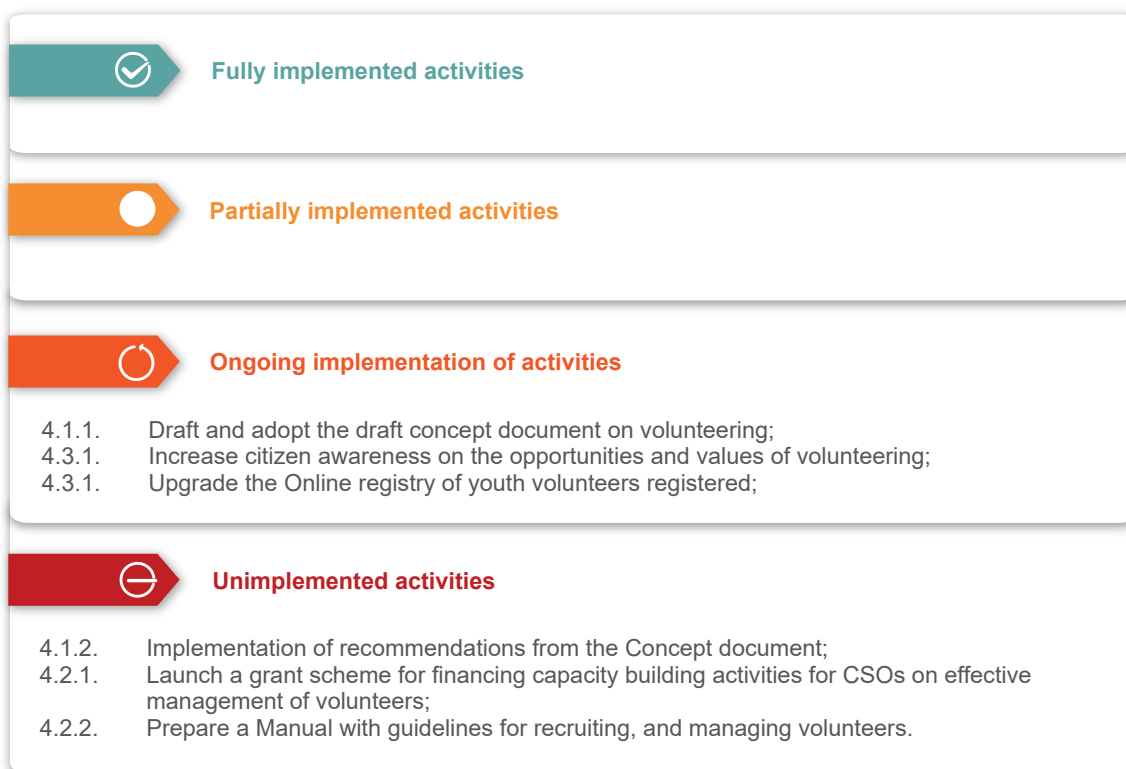 Fully implemented activities
Partially implemented activities
Ongoing implementation of activities
4.1.1. Draft and adopt the draft concept document on volunteering;
4.3.1. Increase citizen awareness on the opportunities and values of volunteering;
4.3.1. Upgrade the Online registry of youth volunteers registered;
Unimplemented activities
4.1.2. Implementation of recommendations from the Concept document;
4.2.1. Launch a grant scheme for financing capacity building activities for CSOs on effective
management of volunteers;
4.2.2. Prepare a Manual with guidelines for recruiting, and managing volunteers.